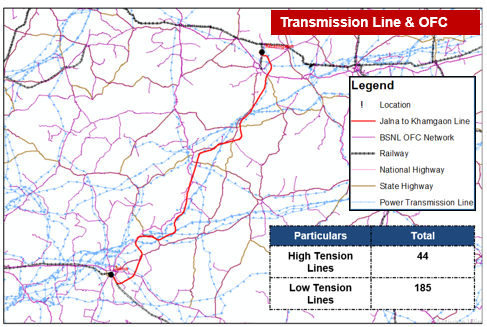 Transmission Line & OFC
Legend
Location
Jalna to Khamgaon Line
BSNL OFC Network
Railway
National Highway
State Highway
Power Transmission Line
Particulars Total
High Tension 44
Lines
Low Tension 185
Lines